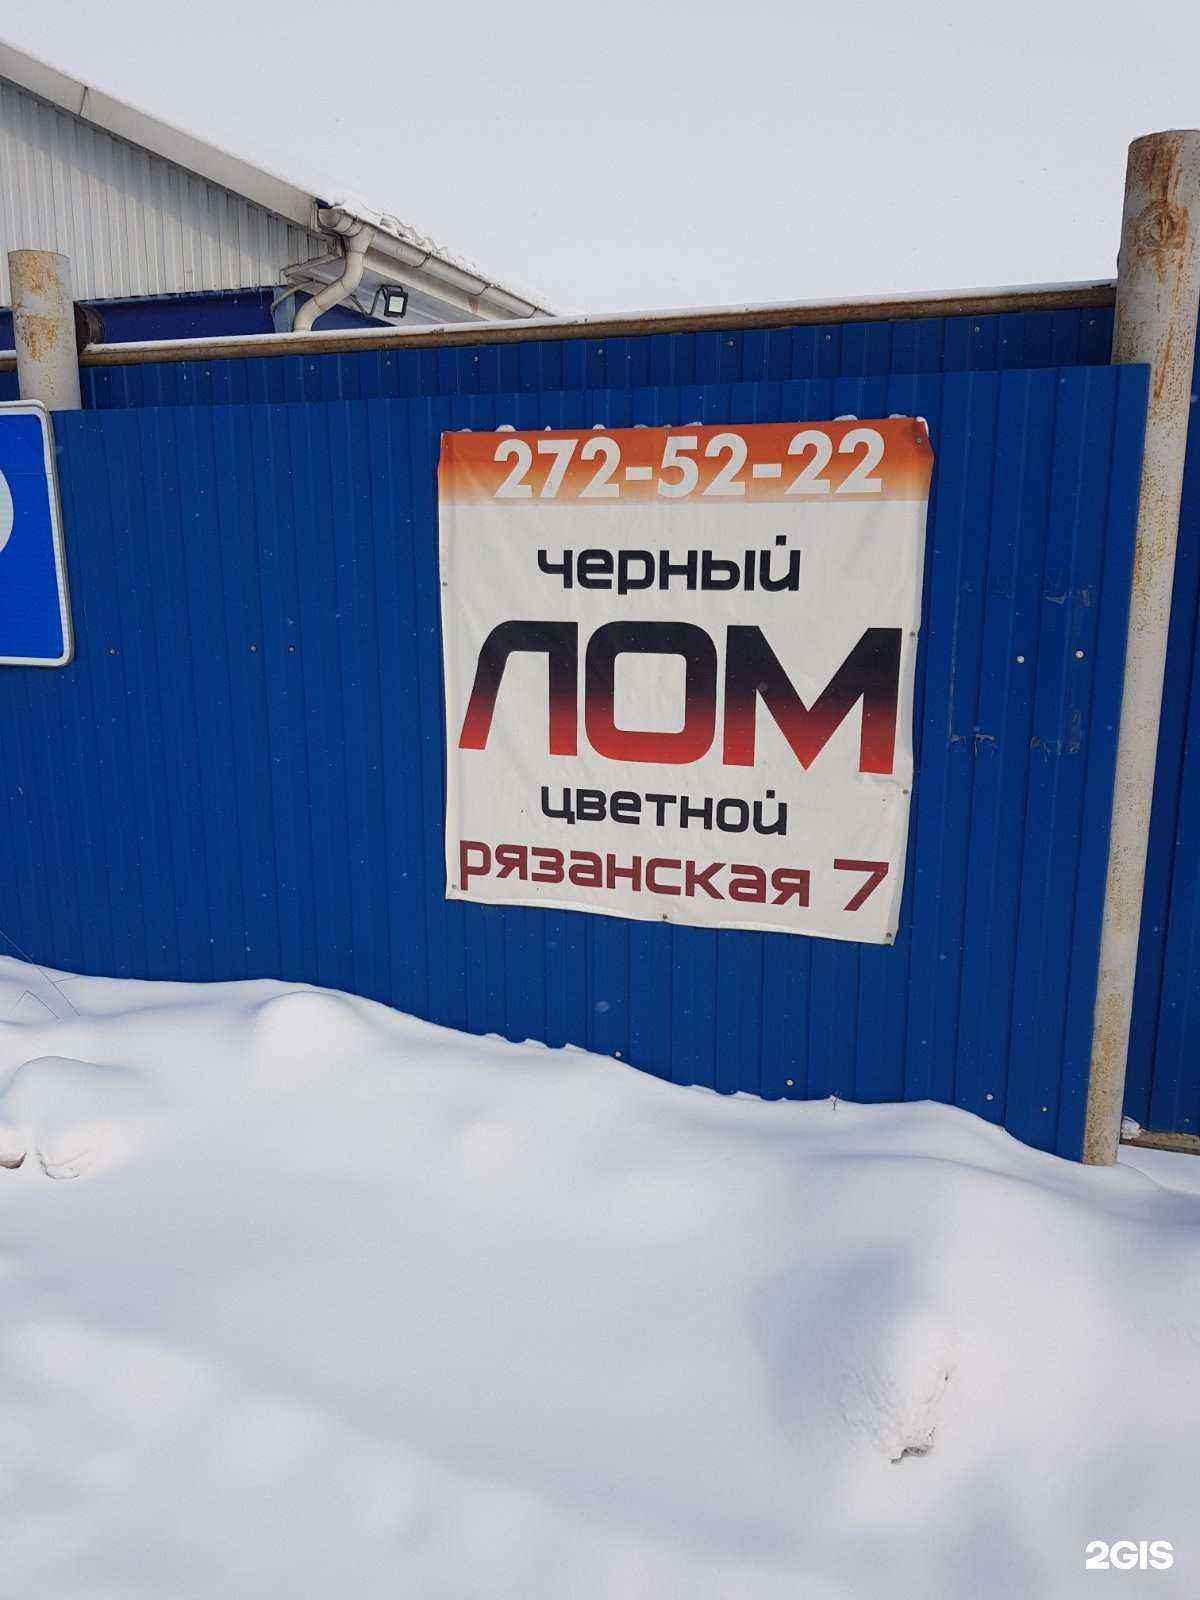 272-52-22
черный
ЛОМ
цветной
рязанская 7
2GIS